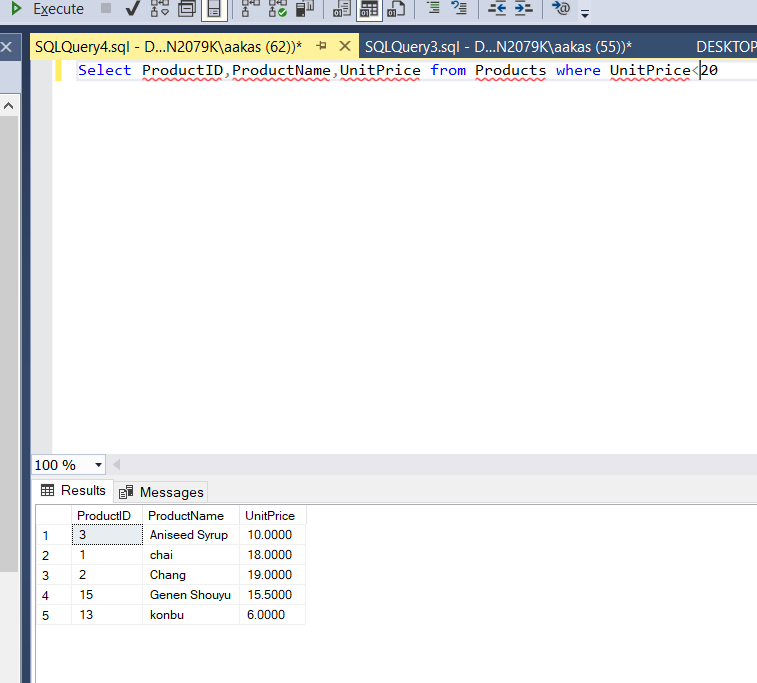 Execute
SQLQuery4.sql - D...N2079K\aakas (62))* SQLQuery3.sql - D...N2079K\aakas (55))* DESKTOP
Select ProductID,ProductName,UnitPrice from Products where UnitPrice<20
100 %
Results Messages
ProductID ProductName UnitPrice
1 3 Aniseed Syrup 10.0000
2 1 chai 18.0000
3 2 Chang 19.0000
4 15 Genen Shouyu 15.5000
5 13 konbu 6.0000